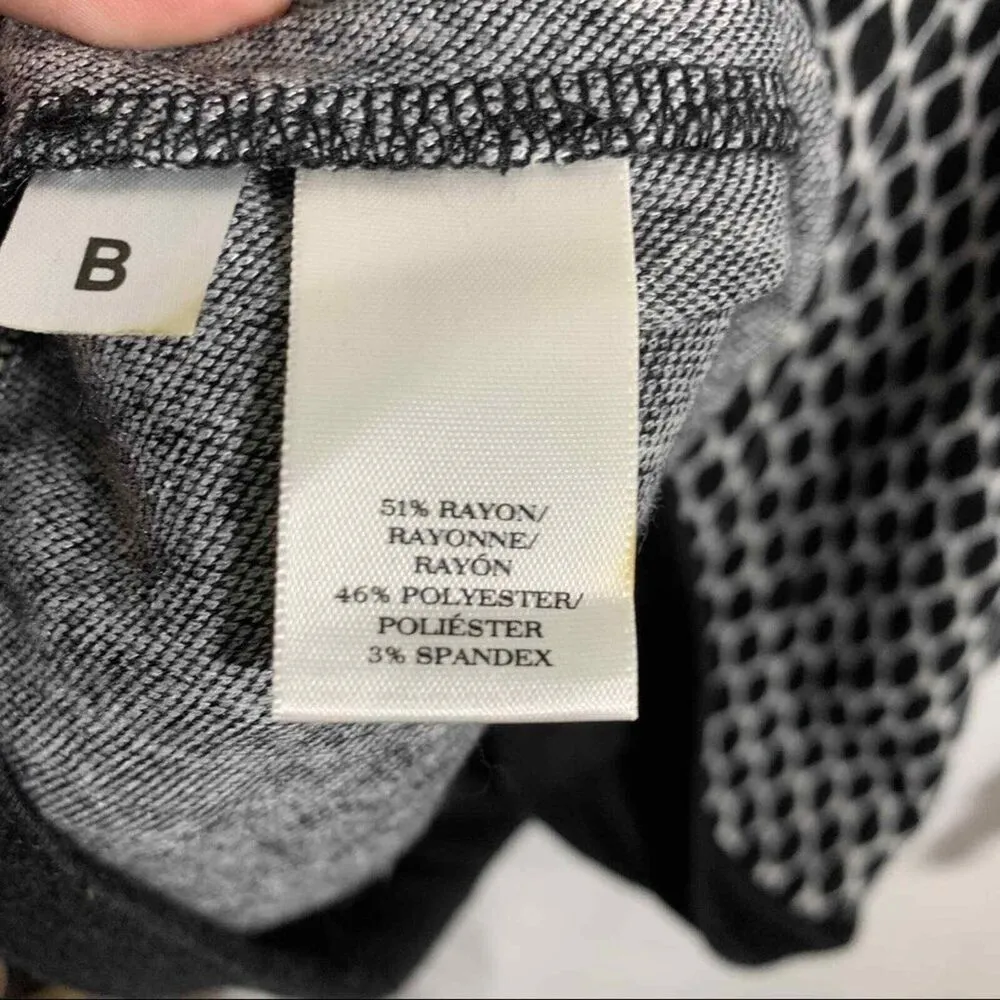 B
51% RAYON/
RAYONNE/
RAYÓN
46% POLYESTER/
POLIÉSTER
3% SPANDEX